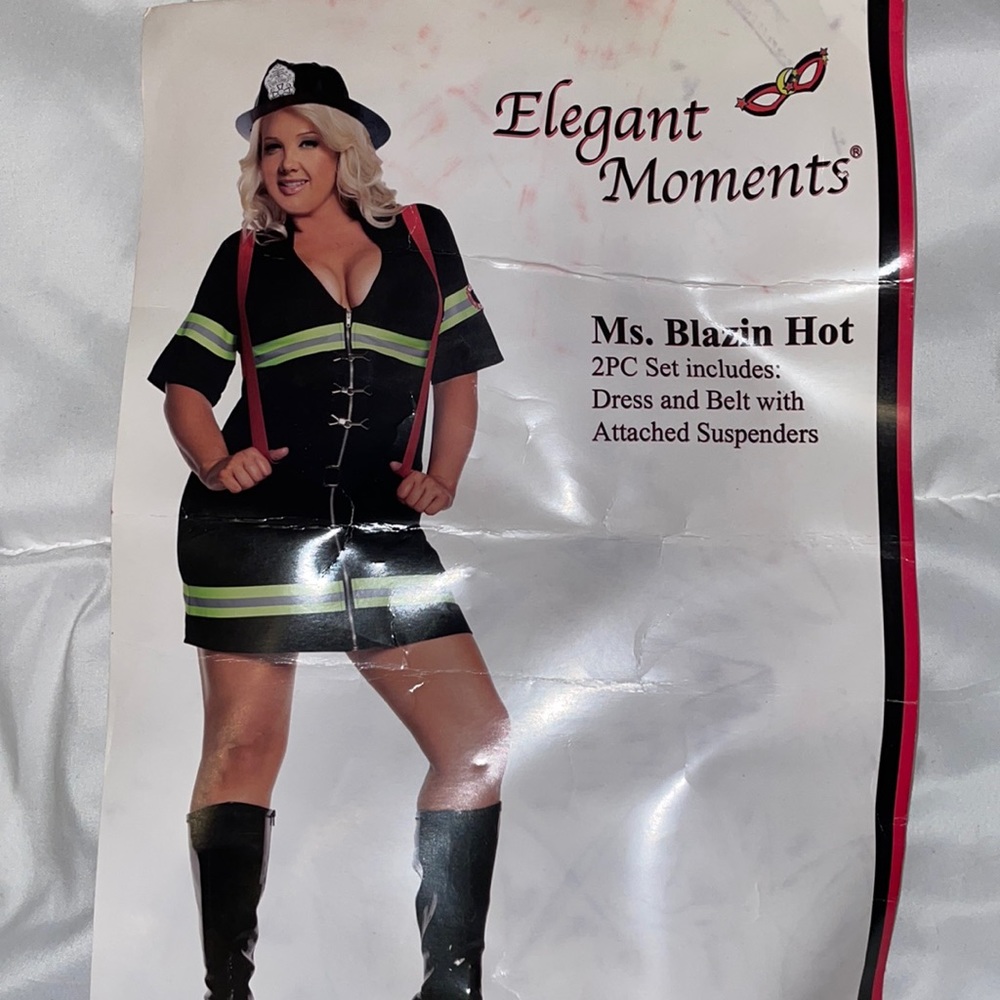 Elegant
Moments®
Ms. Blazin Hot
2PC Set includes:
Dress and Belt with
Attached Suspenders